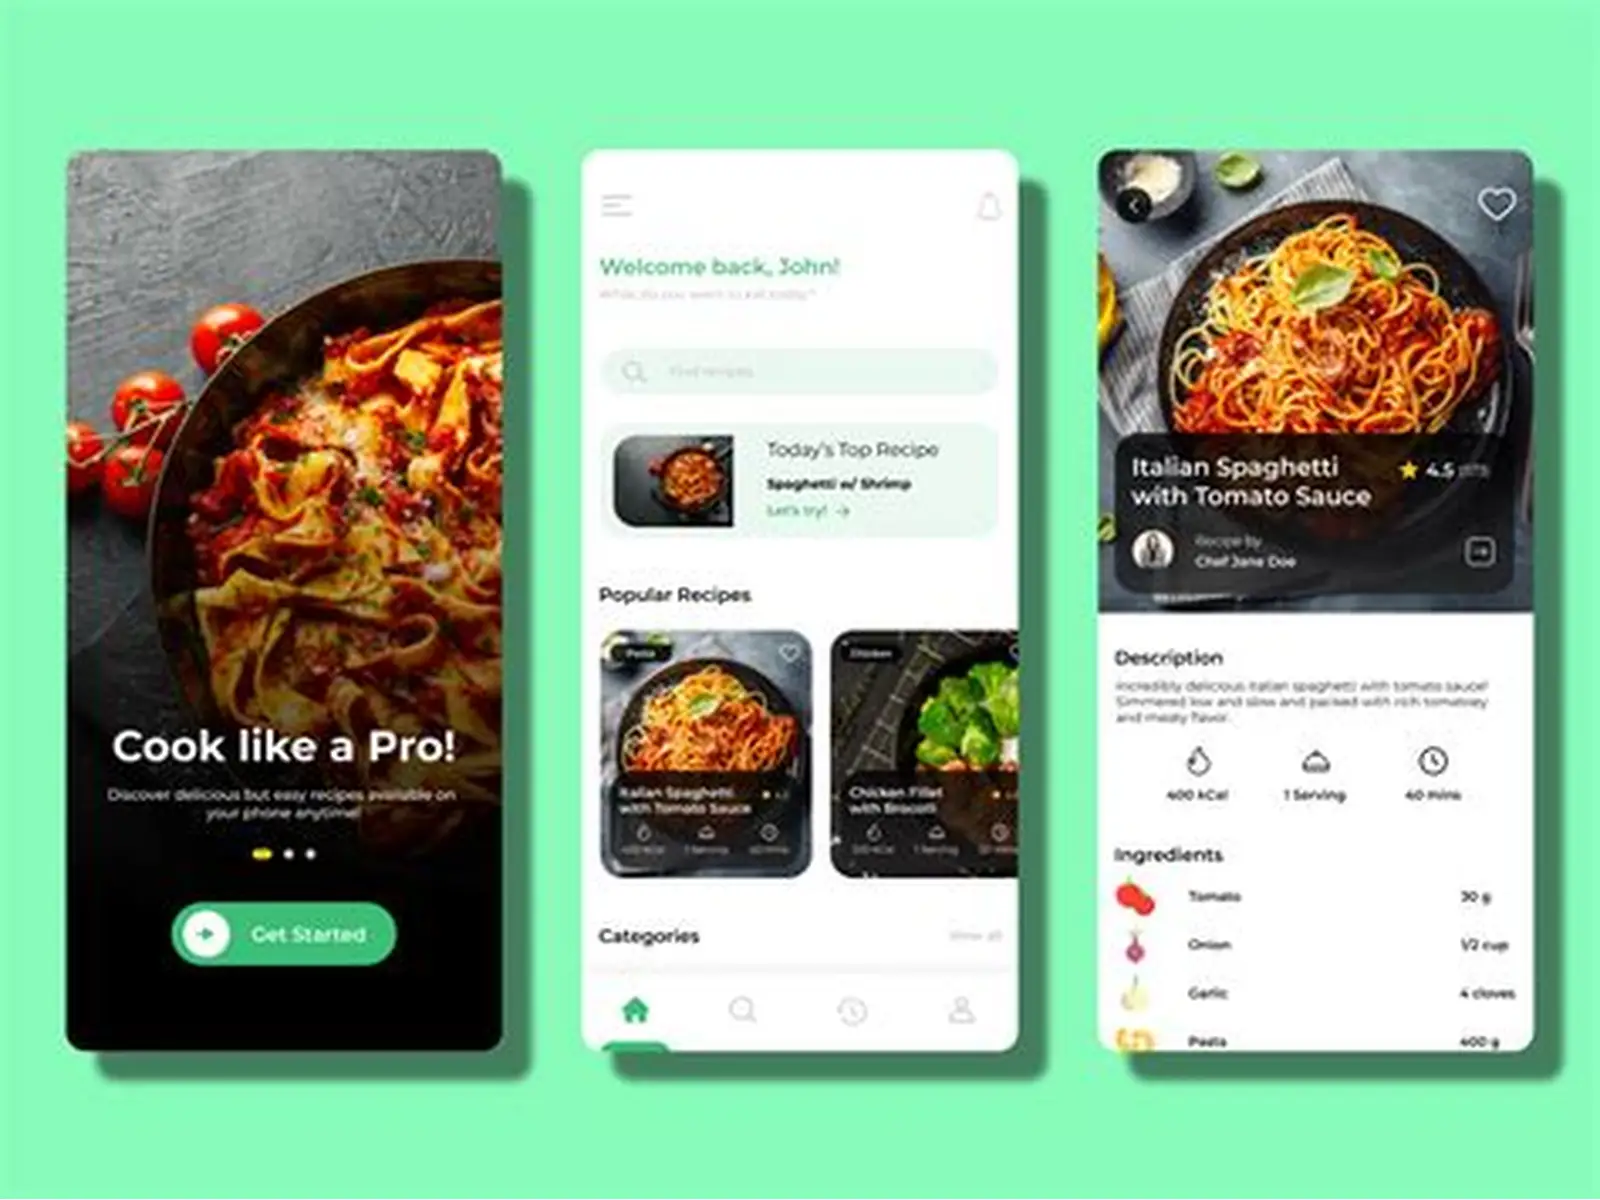 Cook like a Pro!
Discover delicious but easy recipes available on
your phone anytime!
Get Started
Welcome back, John!
What do you want to eat today?
Find recipes
Today's Top Recipe
Spaghetti w/ Shrimp
Let's try!
Popular Recipes
Pasta
Italian Spaghetti
with Tomato Sauce
1 Serving
Chicken
Chicken Fillet
with Brocolli
1 Serving
Categories
View all
Italian Spaghetti
with Tomato Sauce
4.5
Recipe by
Chef Jane Doe
Description
Incredibly delicious Italian spaghetti with tomato sauce!
Simmered low and slow and packed with rich tomatoey
and meaty flavor.
400 kCal
1 Serving
40 mins
Ingredients
Tomato
30 g
Onion
1/2 cup
Garlic
4 cloves
Pasta
400 g